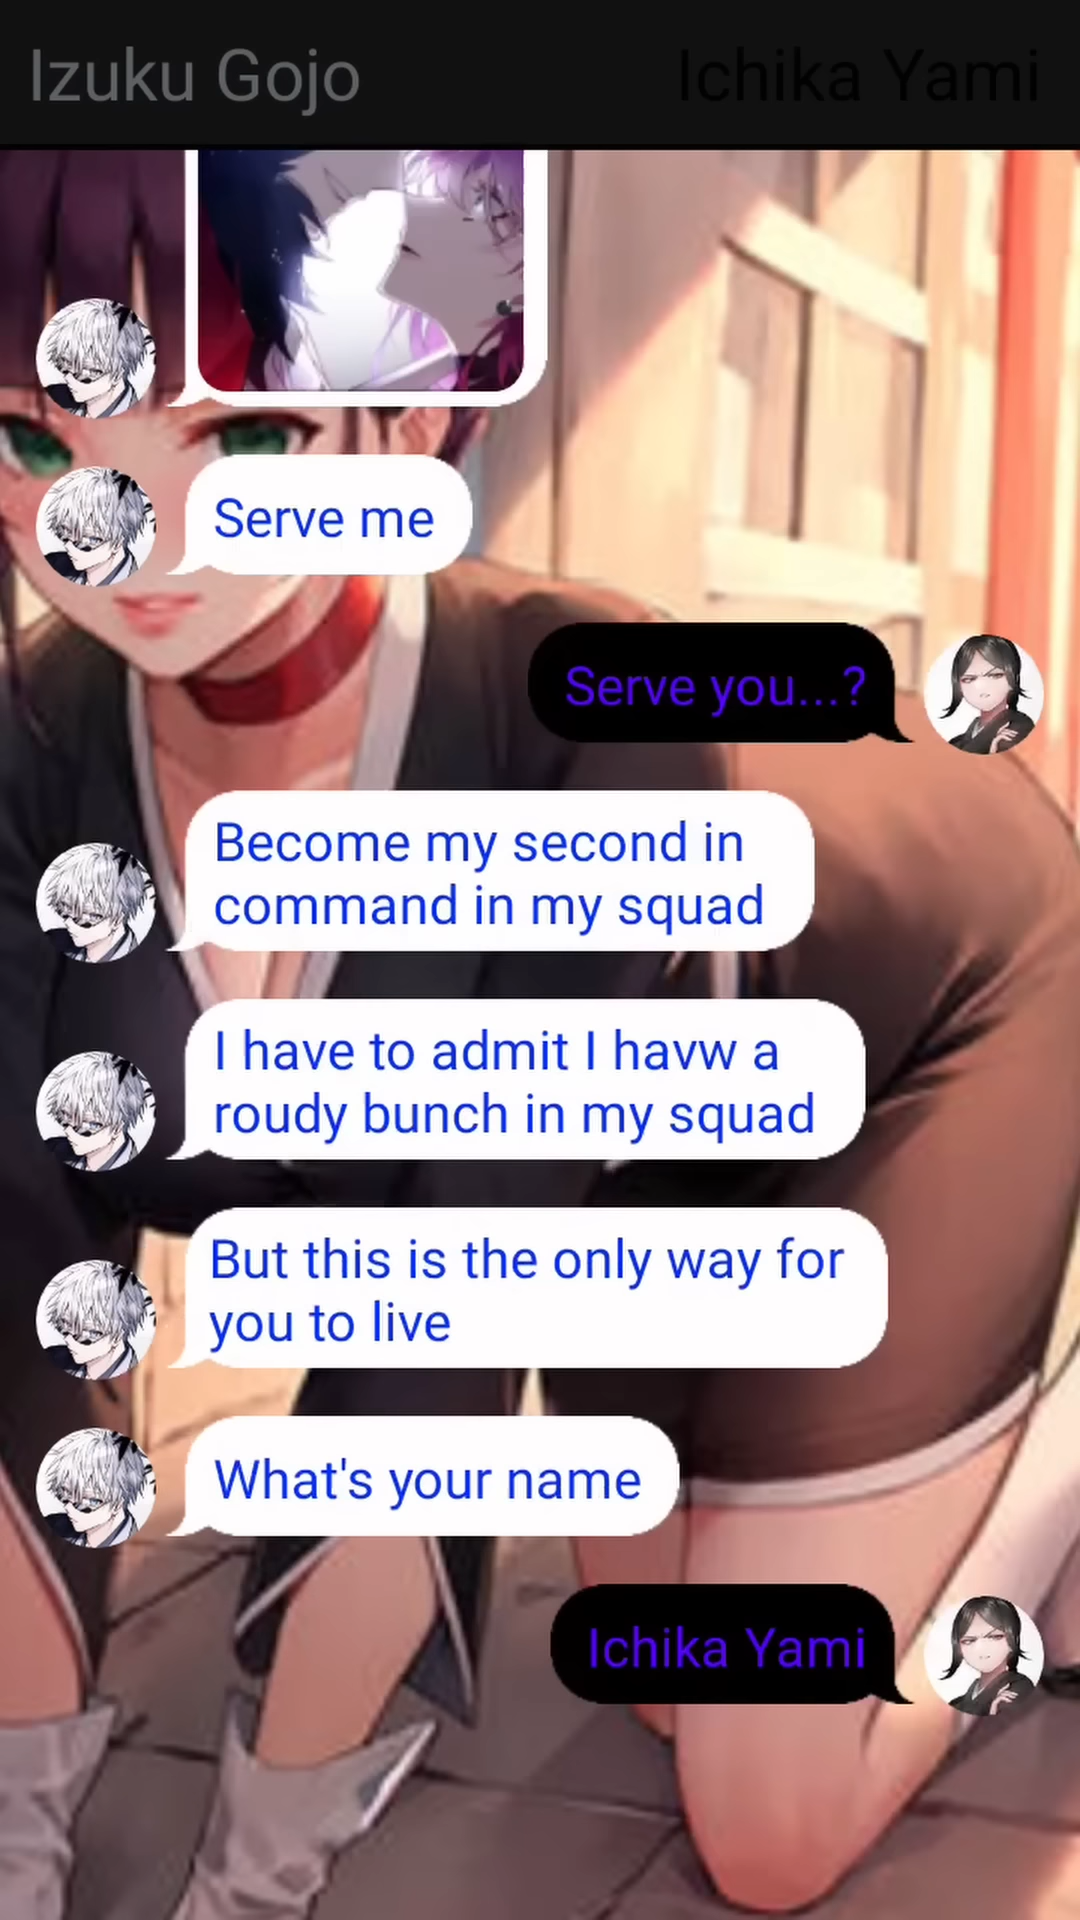 Izuku Gojo
Ichika Yami
Serve me
Serve you...?
Become my second in
command in my squad
I have to admit I havw a
roudy bunch in my squad
But this is the only way for
you to live
What's your name
Ichika Yami